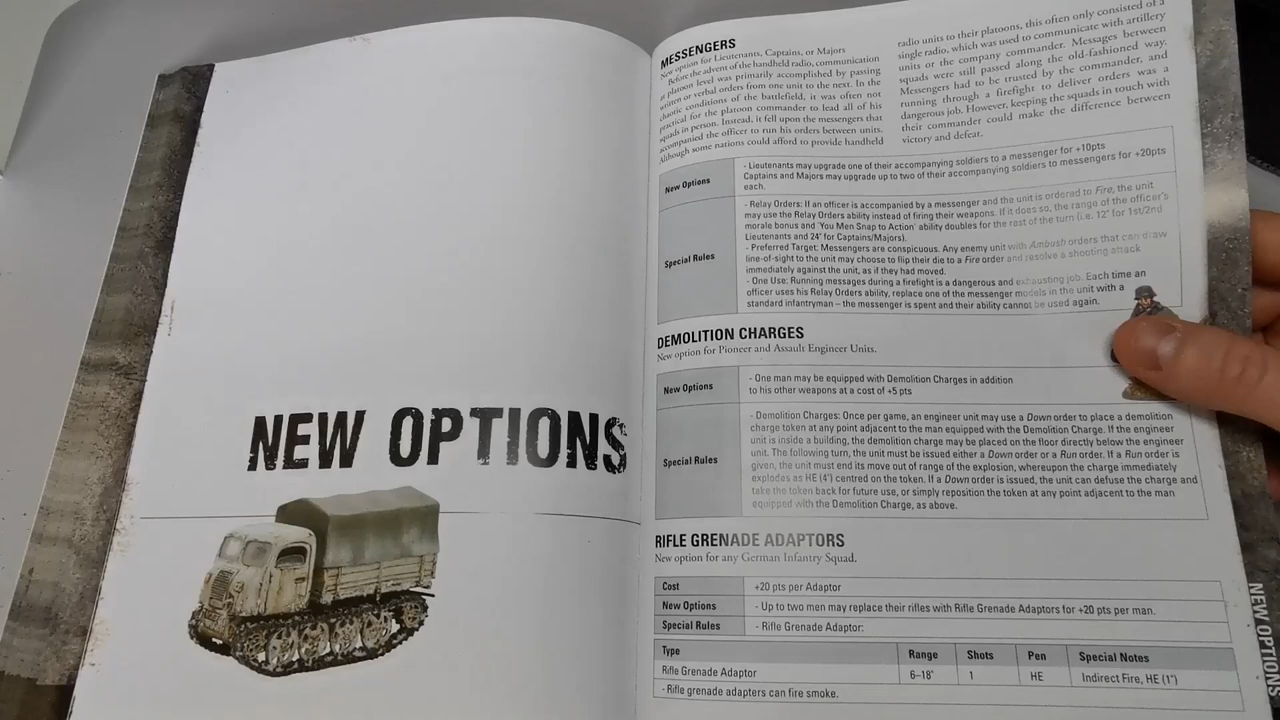 NEW OPTIONS
MESSENGERS
New option for Lieutenants, Captains, or Majors
Before the advent of the handheld radio, communication
at platoon level was primarily accomplished by passing
written or verbal orders from one unit to the next. In the
chaotic conditions of the battlefield, it was often not
practical for the platoon commander to lead all of his
squads in person. Instead, it fell upon the messengers that
accompanied the officer to run his orders between units.
Although some nations could afford to provide handheld
radio units to their platoons, this often only consisted of a
single radio, which was used to communicate with artillery
units or the company commander. Messages between
squads were still passed along the old-fashioned way.
Messengers had to be trusted by the commander, and
running through a firefight to deliver orders was a
dangerous job. However, keeping the squads in touch with
their commander could make the difference between
victory and defeat.
New Options
- Lieutenants may upgrade one of their accompanying soldiers to a messenger for +10pts
Captains and Majors may upgrade up to two of their accompanying soldiers to messengers for +20pts
each.
Special Rules
- Relay Orders: If an officer is accompanied by a messenger and the unit is ordered to Fire, the unit
may use the Relay Orders ability instead of firing their weapons. If it does so, the range of the officer's
morale bonus and 'You Men Snap to Action' ability doubles for the rest of the turn (i.e. 12" for 1st/2nd
Lieutenants and 24" for Captains/Majors).
- Preferred Target: Messengers are conspicuous. Any enemy unit with Ambush orders that can draw
line-of-sight to the unit may choose to flip their die to a Fire order and resolve a shooting attack
immediately against the unit, as if they had moved.
- One Use: Running messages during a firefight is a dangerous and exhausting job. Each time an
officer uses his Relay Orders ability, replace one of the messenger models in the unit with a
standard infantryman – the messenger is spent and their ability cannot be used again.
DEMOLITION CHARGES
New option for Pioneer and Assault Engineer Units.
New Options
- One man may be equipped with Demolition Charges in addition
to his other weapons at a cost of +5 pts
Special Rules
- Demolition Charges: Once per game, an engineer unit may use a Down order to place a demolition
charge token at any point adjacent to the man equipped with the Demolition Charge. If the engineer
unit is inside a building, the demolition charge may be placed on the floor directly below the engineer
unit. The following turn, the unit must be issued either a Down order or a Run order. If a Run order is
given, the unit must end its move out of range of the explosion, whereupon the charge immediately
explodes as HE (4") centred on the token. If a Down order is issued, the unit can defuse the charge and
take the token back for future use, or simply reposition the token at any point adjacent to the man
equipped with the Demolition Charge, as above.
RIFLE GRENADE ADAPTORS
New option for any German Infantry Squad.
Cost +20 pts per Adaptor
New Options - Up to two men may replace their rifles with Rifle Grenade Adaptors for +20 pts per man.
Special Rules - Rifle Grenade Adaptor:
Type Range Shots Pen Special Notes
Rifle Grenade Adaptor 6–18" 1 HE Indirect Fire, HE (1")
- Rifle grenade adapters can fire smoke.
NEW OPTIONS